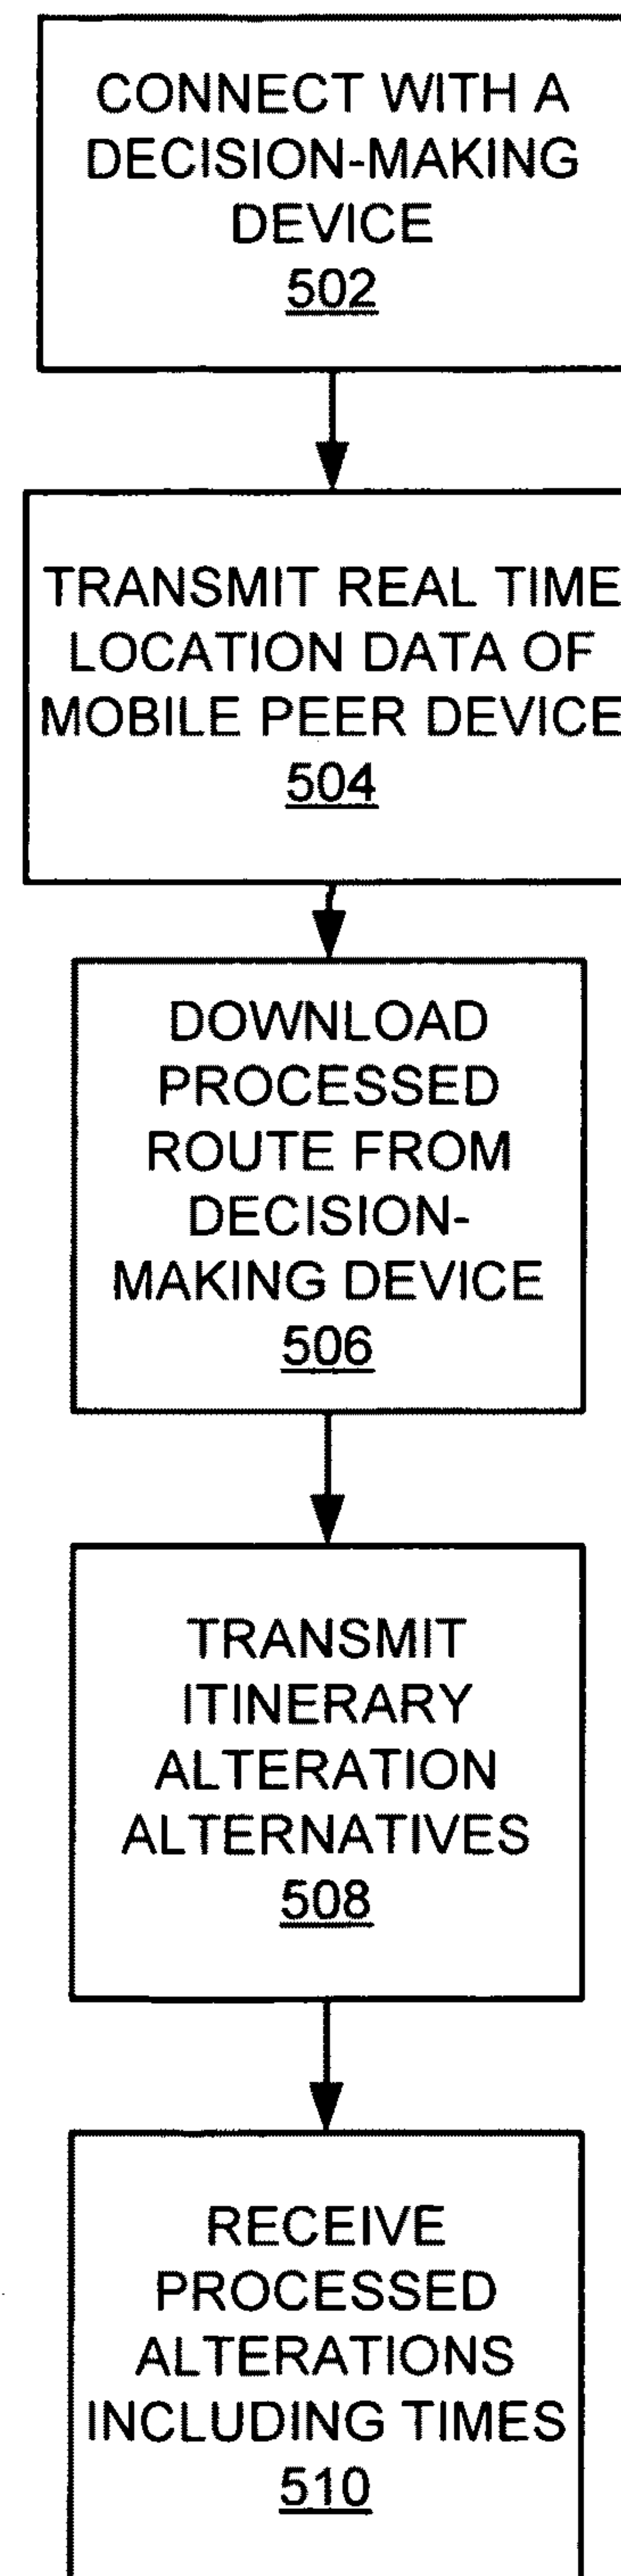 CONNECT WITH A
DECISION-MAKING
DEVICE
502
TRANSMIT REAL TIME
LOCATION DATA OF
MOBILE PEER DEVICE
504
DOWNLOAD
PROCESSED
ROUTE FROM
DECISION-
MAKING DEVICE
506
TRANSMIT
ITINERARY
ALTERATION
ALTERNATIVES
508
RECEIVE
PROCESSED
ALTERATIONS
INCLUDING TIMES
510